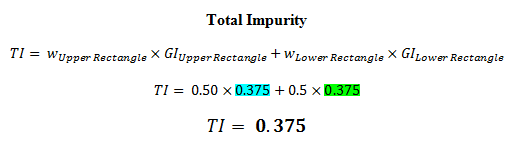 Total Impurity
TI = w_Upper Rectangle × GI_Upper Rectangle + w_Lower Rectangle × GI_Lower Rectangle
TI = 0.50 × 0.375 + 0.5 × 0.375
TI = 0.375